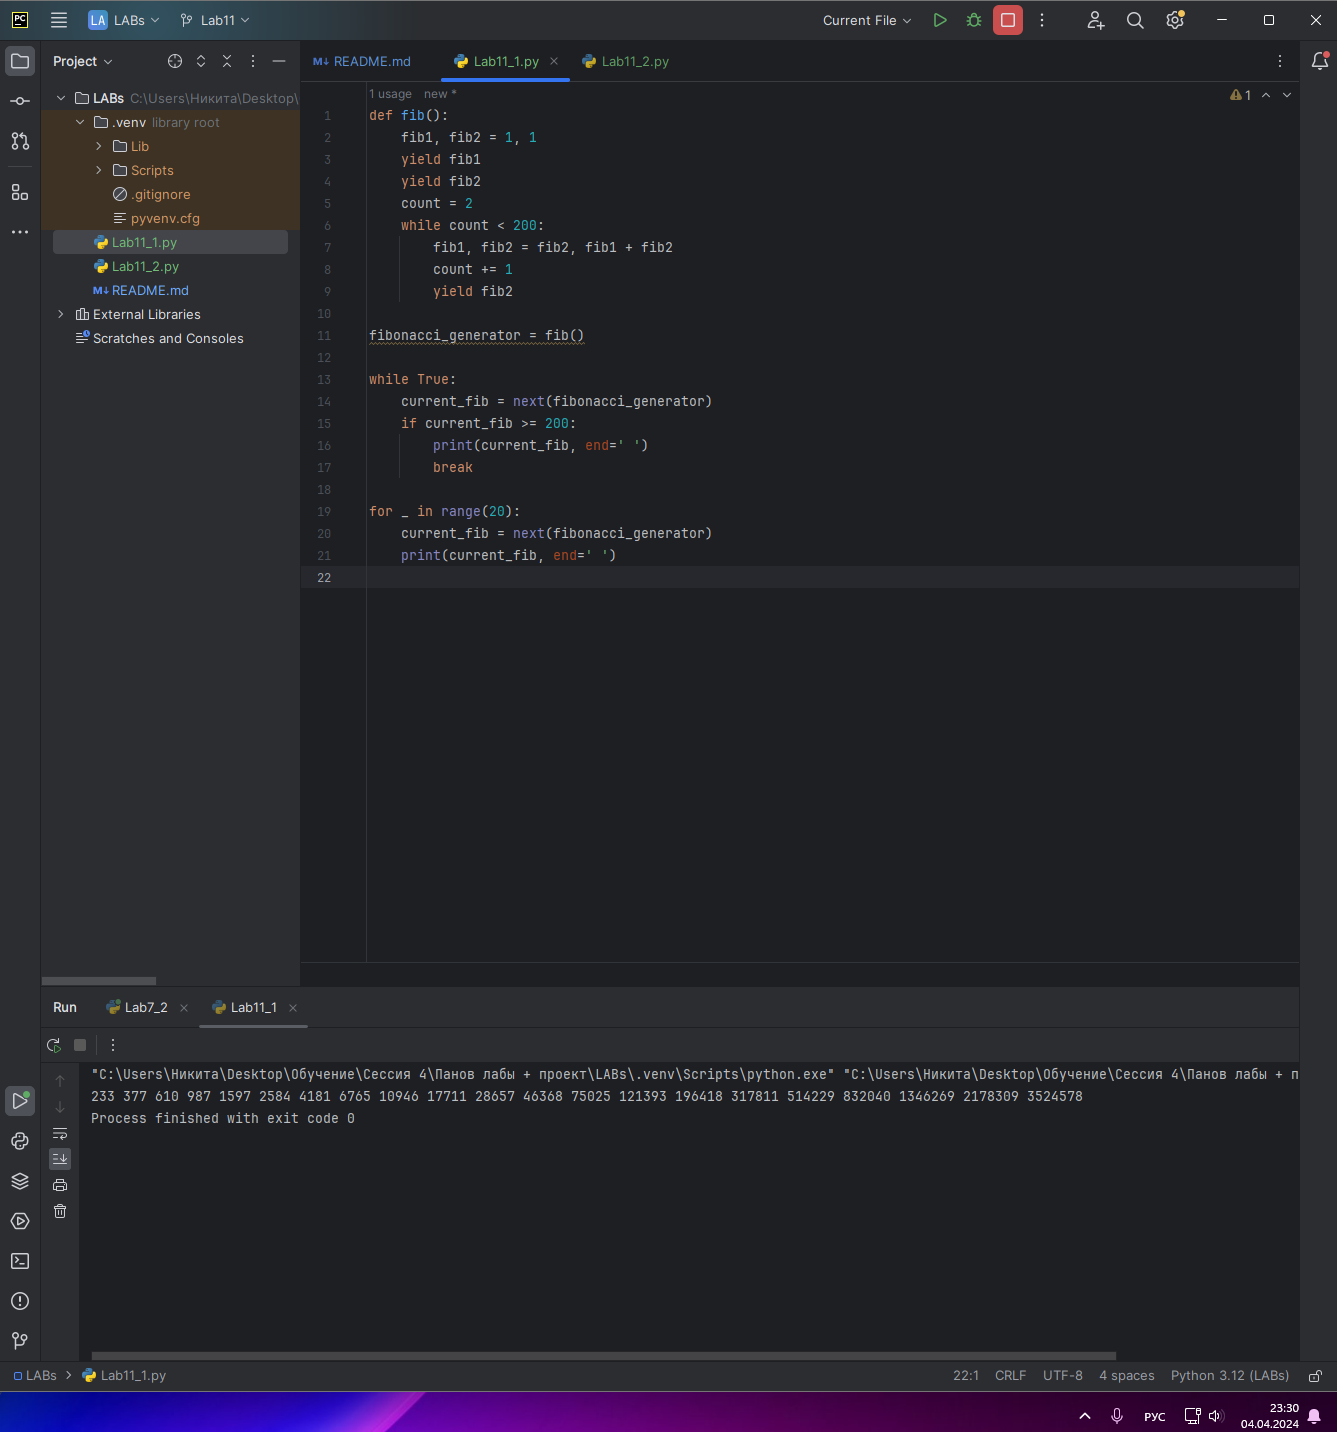 PC LA LABs Lab11 Current File
Project
README.md
Lab11_1.py
Lab11_2.py
LABs C:\Users\Никита\Desktop\
.venv library root
Lib
Scripts
.gitignore
pyvenv.cfg
Lab11_1.py
Lab11_2.py
README.md
External Libraries
Scratches and Consoles
1 usage new *
1
1 def fib():
2 fib1, fib2 = 1, 1
3 yield fib1
4 yield fib2
5 count = 2
6 while count < 200:
7 fib1, fib2 = fib2, fib1 + fib2
8 count += 1
9 yield fib2
10
11 fibonacci_generator = fib()
12
13 while True:
14 current_fib = next(fibonacci_generator)
15 if current_fib >= 200:
16 print(current_fib, end=' ')
17 break
18
19 for _ in range(20):
20 current_fib = next(fibonacci_generator)
21 print(current_fib, end=' ')
22
Run Lab7_2 Lab11_1
"C:\Users\Никита\Desktop\Обучение\Сессия 4\Панов лабы + проект\LABs\.venv\Scripts\python.exe" "C:\Users\Никита\Desktop\Обучение\Сессия 4\Панов лабы + п
233 377 610 987 1597 2584 4181 6765 10946 17711 28657 46368 75025 121393 196418 317811 514229 832040 1346269 2178309 3524578
Process finished with exit code 0
LABs > Lab11_1.py 22:1 CRLF UTF-8 4 spaces Python 3.12 (LABs)
РУС
23:30
04.04.2024